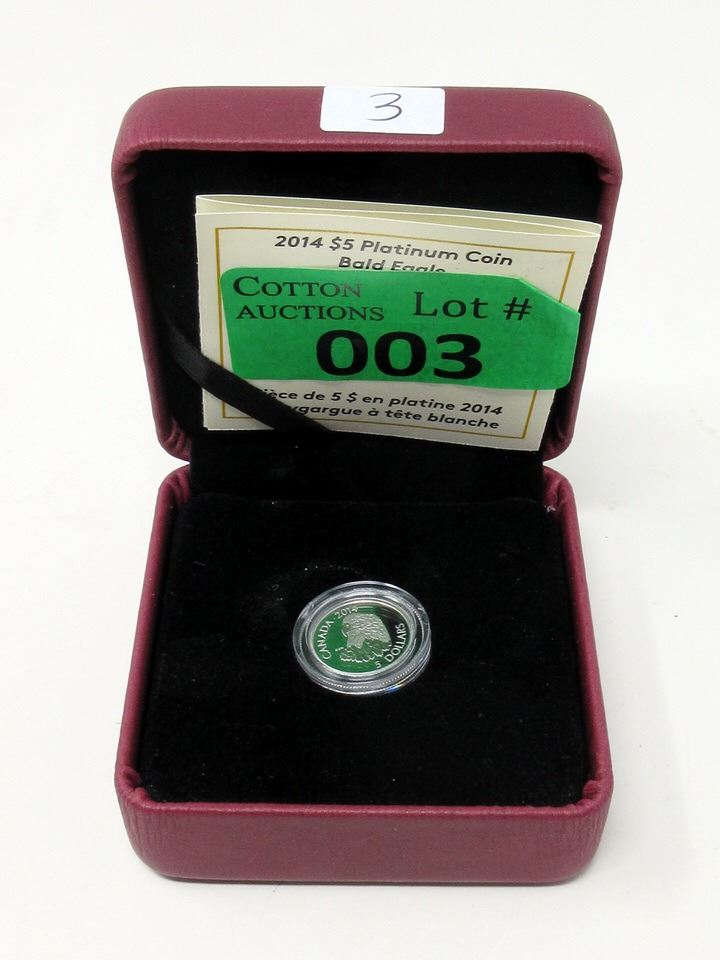 3
2014 $5 Platinum Coin
Bald Eagle
COTTON
AUCTIONS Lot #
003
ièce de 5 $ en platine 2014
ygargue à tête blanche
CANADA 2014
5 DOLLARS